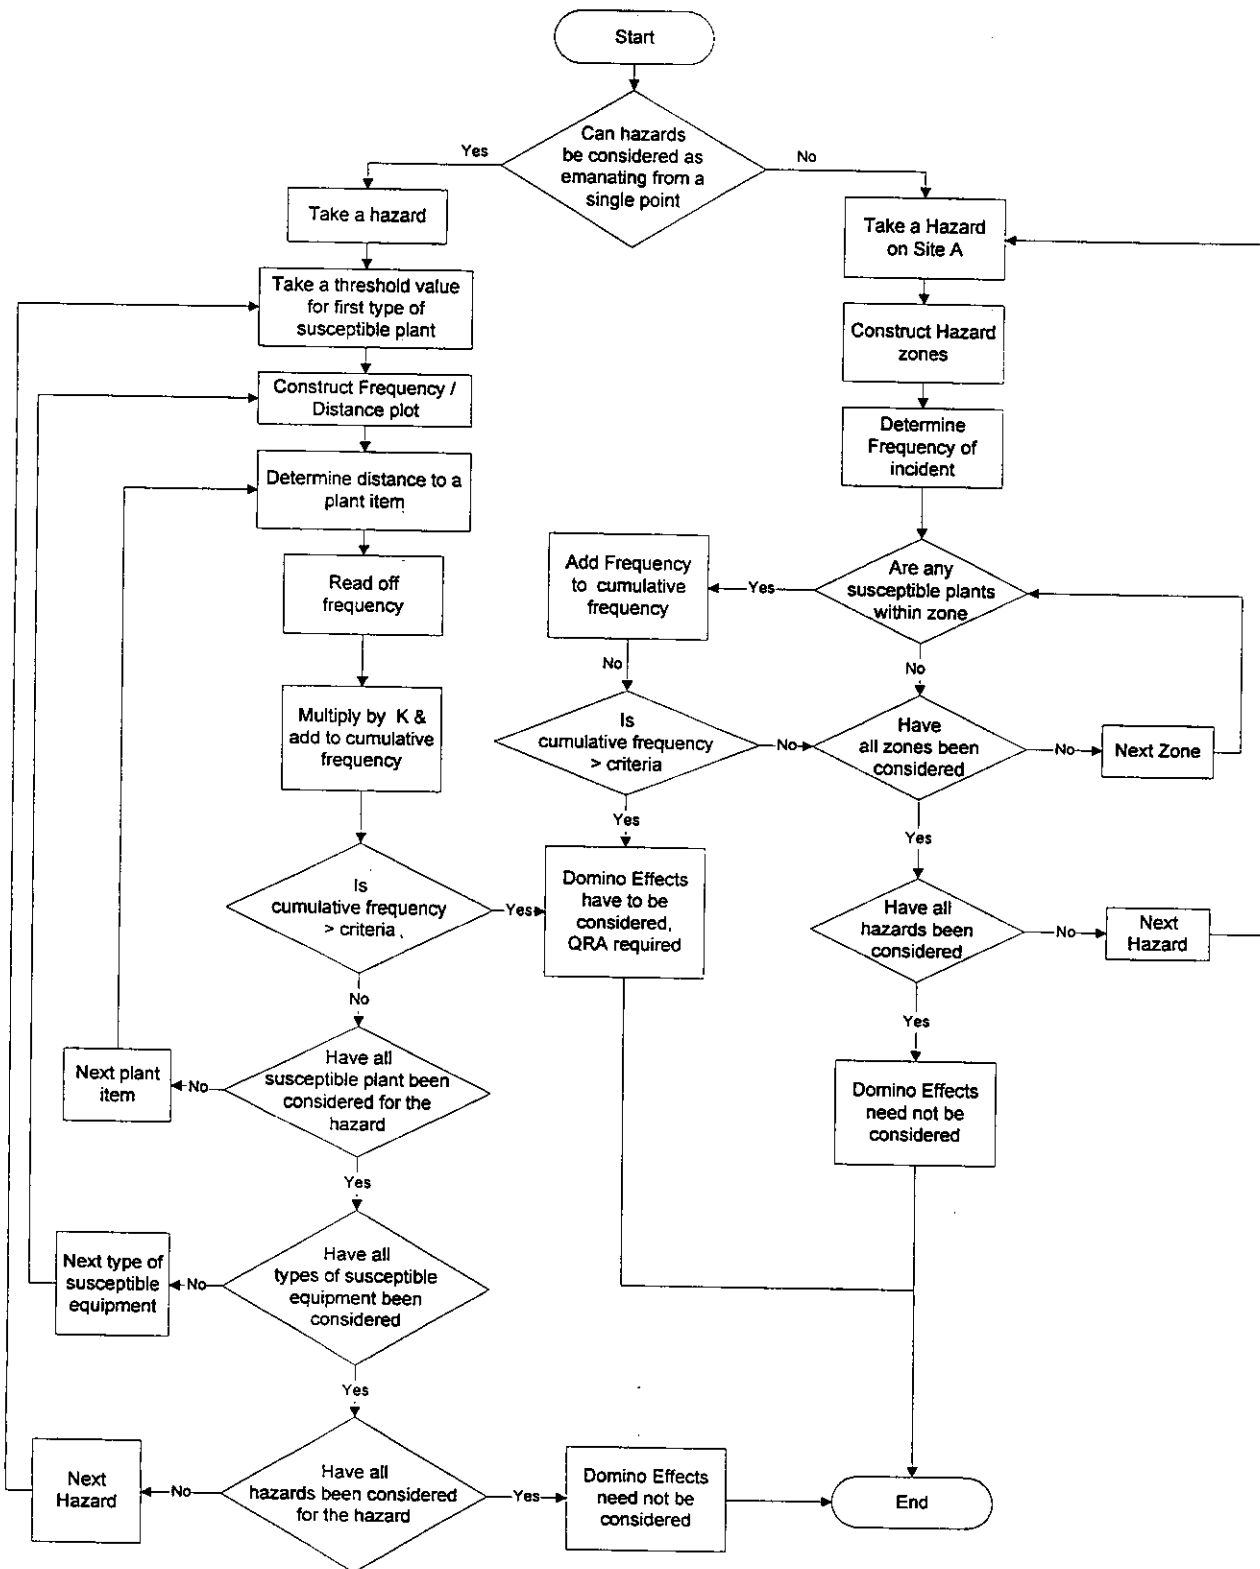 Start
Can hazards
be considered as
emanating from a
single point
Yes
No
Take a hazard
Take a Hazard
on Site A
Take a threshold value
for first type of
susceptible plant
Construct Hazard
zones
Construct Frequency /
Distance plot
Determine
Frequency of
incident
Determine distance to a
plant item
Add Frequency
to cumulative
frequency
Yes
Are any
susceptible plants
within zone
Read off
frequency
No
No
Multiply by K &
add to cumulative
frequency
Is
cumulative frequency
> criteria
No
Have
all zones been
considered
No
Next Zone
Yes
Yes
Is
cumulative frequency
> criteria
Yes
Domino Effects
have to be
considered,
QRA required
Have all
hazards been
considered
No
Next
Hazard
No
Yes
Next plant
item
No
Have all
susceptible plant been
considered for the
hazard
Domino Effects
need not be
considered
Yes
Next type of
susceptible
equipment
No
Have all
types of susceptible
equipment been
considered
Yes
Next
Hazard
No
Have all
hazards been considered
for the hazard
Yes
Domino Effects
need not be
considered
End